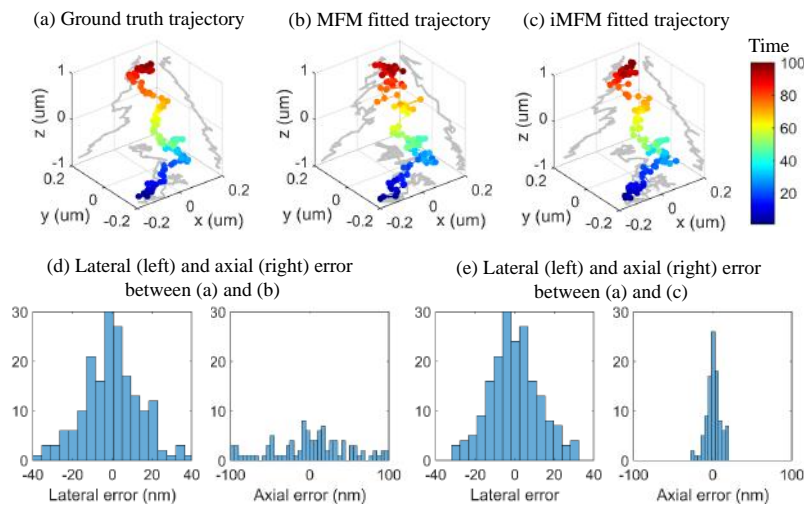 (a) Ground truth trajectory
(b) MFM fitted trajectory
(c) iMFM fitted trajectory
Time
z (um)
1
0
-1
0.2
0
-0.2
y (um)
-0.2
0
0.2
x (um)
z (um)
1
0
-1
0.2
0
-0.2
y (um)
-0.2
0
0.2
x (um)
z (um)
1
0
-1
0.2
0
-0.2
y (um)
-0.2
0
0.2
x (um)
100
80
60
40
20
(d) Lateral (left) and axial (right) error
between (a) and (b)
(e) Lateral (left) and axial (right) error
between (a) and (c)
30
20
10
0
-40 -20 0 20 40
Lateral error (nm)
30
20
10
0
-100 0 100
Axial error (nm)
30
20
10
0
-40 -20 0 20 40
Lateral error
30
20
10
0
-100 0 100
Axial error (nm)